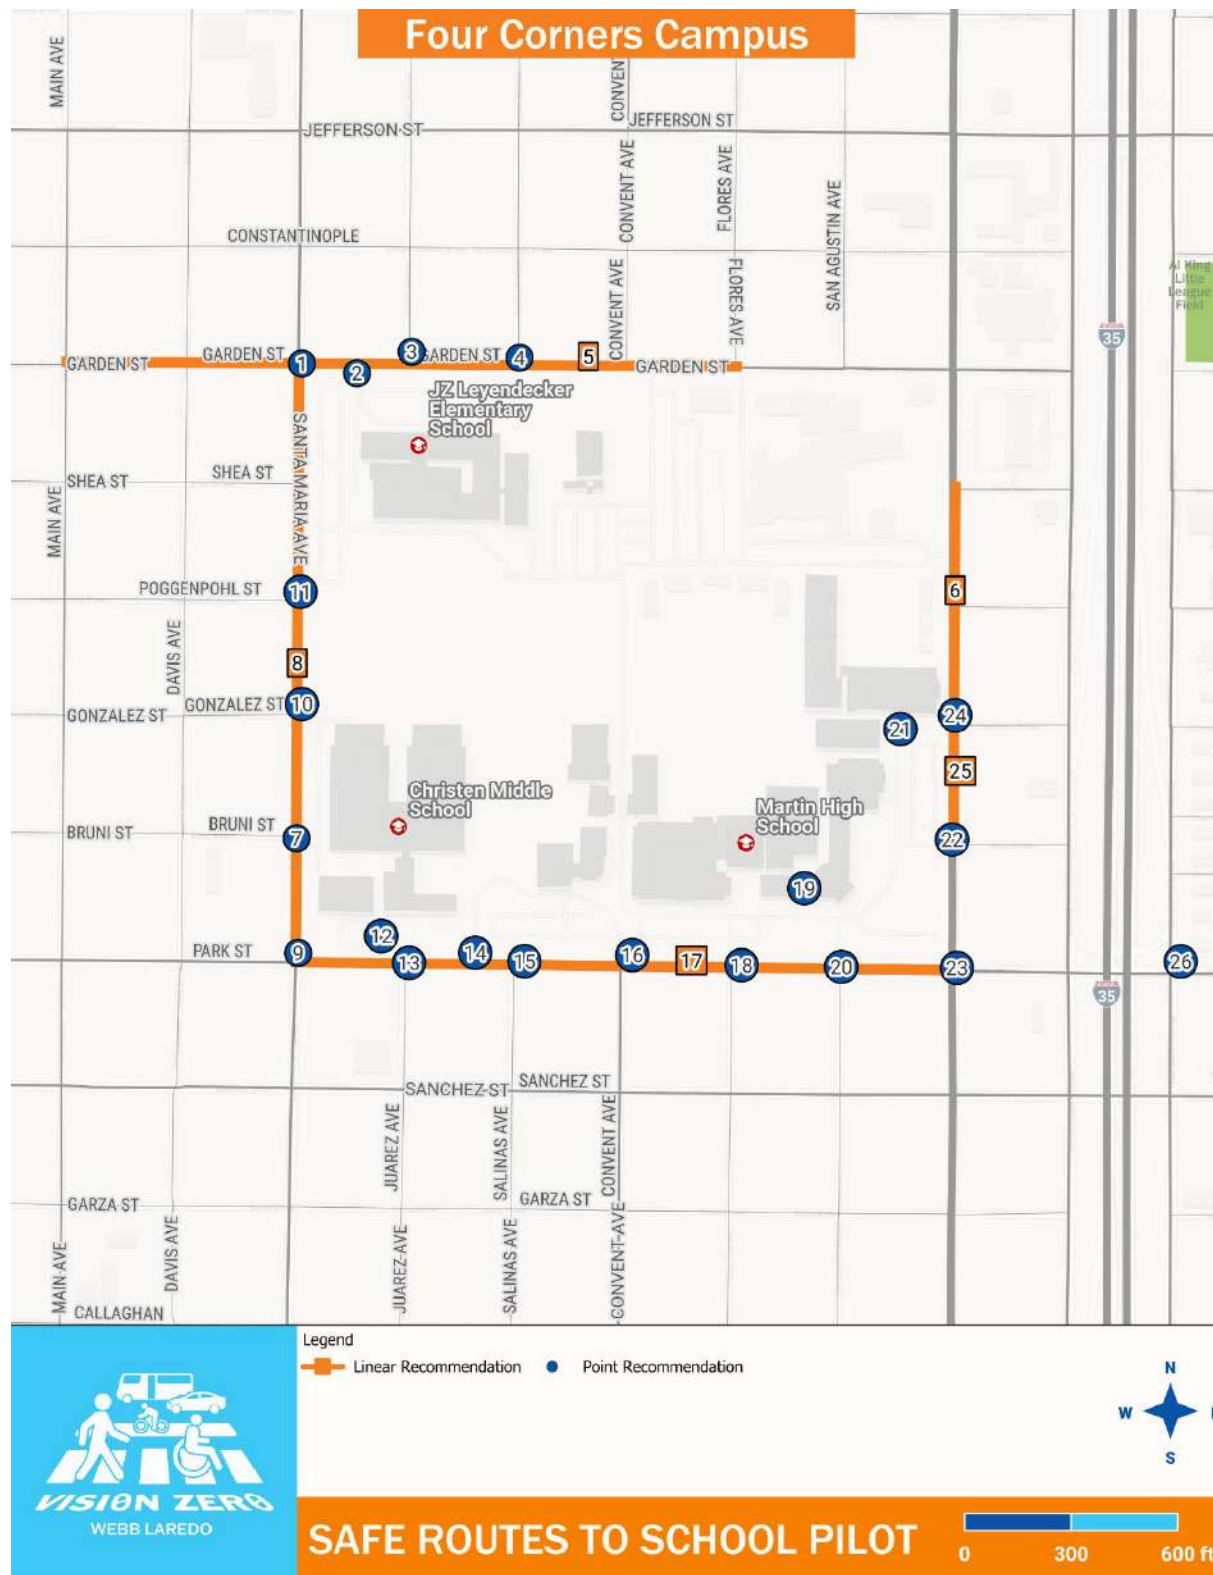 Four Corners Campus
MAIN AVE
CONVENT
JEFFERSON ST
JEFFERSON ST
CONVENT AVE
FLORES AVE
SAN AGUSTIN AVE
CONSTANTINOPLE
CONVENT AVE
FLORES AVE
Al King
Little
League
Field
35
GARDEN ST
GARDEN ST
1
2
3
GARDEN ST
4
5
GARDEN ST
JZ Leyendecker
Elementary
School
SANTA MARIA AVE
SHEA ST
SHEA ST
MAIN AVE
POGGENPOHL ST
11
6
DAVIS AVE
8
GONZALEZ ST
GONZALEZ ST
10
21
24
25
Christen Middle
School
Martin High
School
BRUNI ST
BRUNI ST
7
22
19
PARK ST
9
12
13
14
15
16
17
18
20
23
26
35
SANCHEZ ST
SANCHEZ ST
JUAREZ AVE
SALINAS AVE
CONVENT AVE
GARZA ST
GARZA ST
MAIN AVE
DAVIS AVE
JUAREZ AVE
SALINAS AVE
CONVENT AVE
CALLAGHAN
Legend
Linear Recommendation
Point Recommendation
N
W
S
VISION ZERO
WEBB LAREDO
SAFE ROUTES TO SCHOOL PILOT
0 300 600 ft